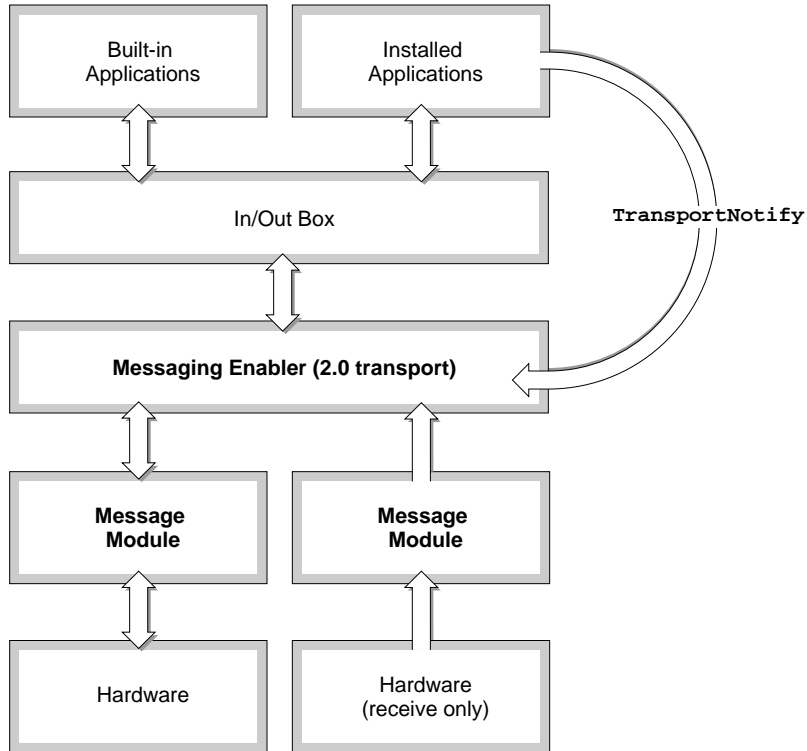 Built-in
Applications
Installed
Applications
In/Out Box
TransportNotify
Messaging Enabler (2.0 transport)
Message
Module
Message
Module
Hardware
Hardware
(receive only)